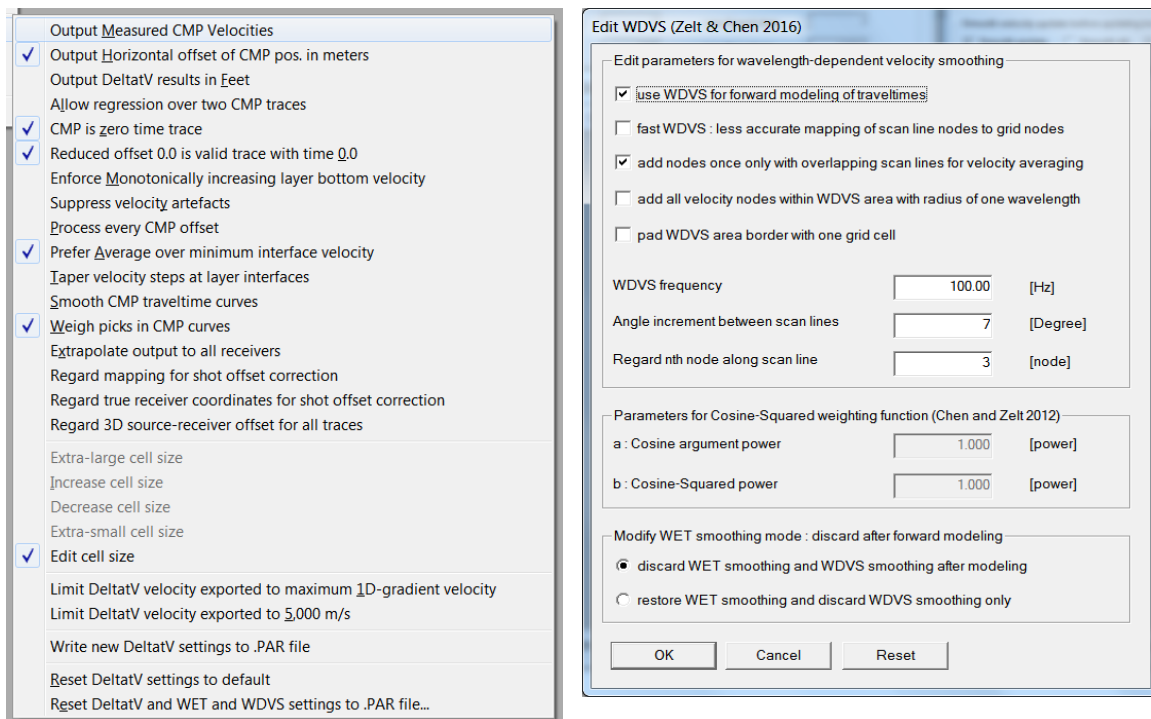 Output Measured CMP Velocities
Output Horizontal offset of CMP pos. in meters
Output DeltatV results in Feet
Allow regression over two CMP traces
CMP is zero time trace
Reduced offset 0.0 is valid trace with time 0.0
Enforce Monotonically increasing layer bottom velocity
Suppress velocity artefacts
Process every CMP offset
Prefer Average over minimum interface velocity
Taper velocity steps at layer interfaces
Smooth CMP traveltime curves
Weigh picks in CMP curves
Extrapolate output to all receivers
Regard mapping for shot offset correction
Regard true receiver coordinates for shot offset correction
Regard 3D source-receiver offset for all traces
Extra-large cell size
Increase cell size
Decrease cell size
Extra-small cell size
Edit cell size
Limit DeltatV velocity exported to maximum 1D-gradient velocity
Limit DeltatV velocity exported to 5,000 m/s
Write new DeltatV settings to .PAR file
Reset DeltatV settings to default
Reset DeltatV and WET and WDVS settings to .PAR file...
Edit WDVS (Zelt & Chen 2016)
Edit parameters for wavelength-dependent velocity smoothing
use WDVS for forward modeling of traveltimes
fast WDVS : less accurate mapping of scan line nodes to grid nodes
add nodes once only with overlapping scan lines for velocity averaging
add all velocity nodes within WDVS area with radius of one wavelength
pad WDVS area border with one grid cell
WDVS frequency 100.00 [Hz]
Angle increment between scan lines 7 [Degree]
Regard nth node along scan line 3 [node]
Parameters for Cosine-Squared weighting function (Chen and Zelt 2012)
a : Cosine argument power 1.000 [power]
b : Cosine-Squared power 1.000 [power]
Modify WET smoothing mode : discard after forward modeling
discard WET smoothing and WDVS smoothing after modeling
restore WET smoothing and discard WDVS smoothing only
OK Cancel Reset